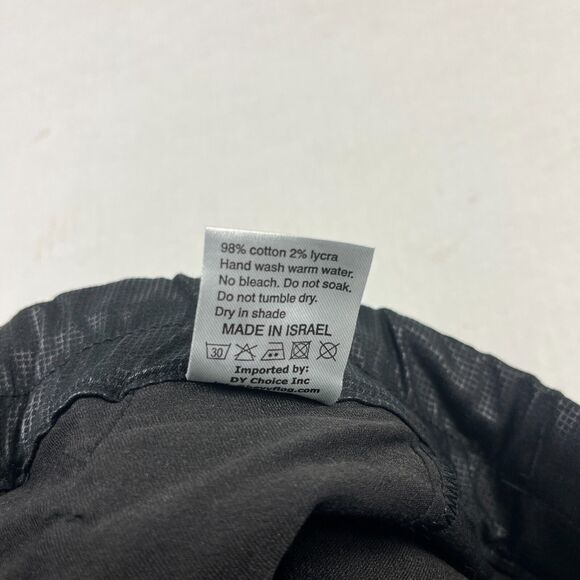 98% cotton 2% lycra
Hand wash warm water.
No bleach. Do not soak.
Do not tumble dry.
Dry in shade
MADE IN ISRAEL
30
Imported by:
DY Choice Inc